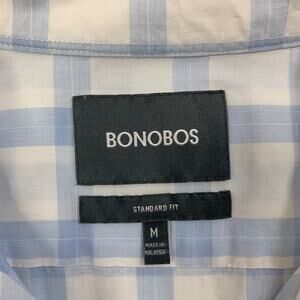 BONOBOS
STANDARD FIT
M
MADE IN
MALAYSIA